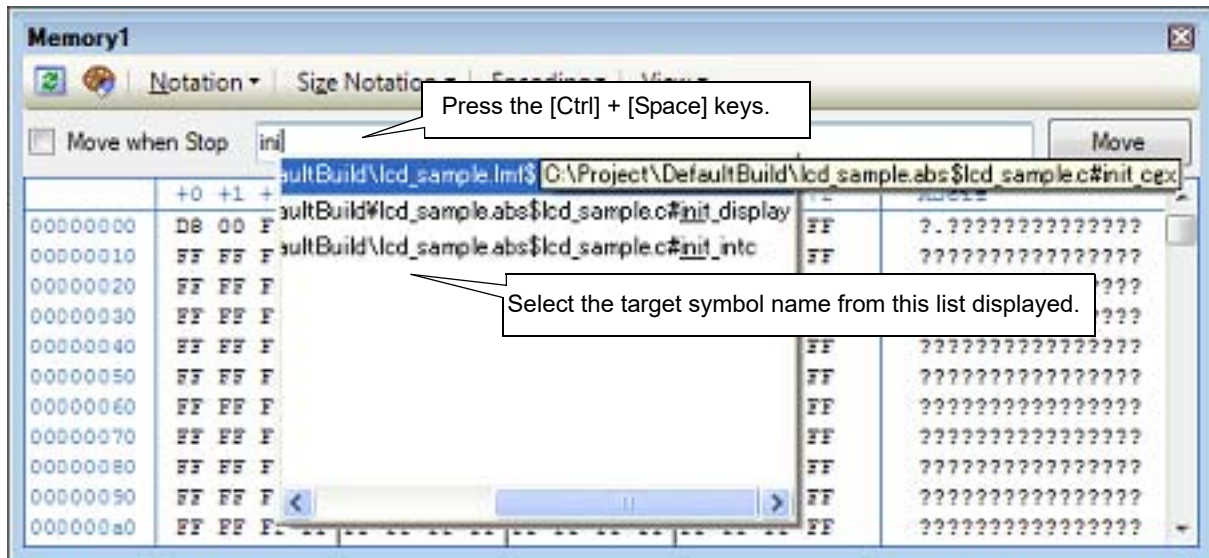 Memory1
Notation Size Notation View
Press the [Ctrl] + [Space] keys.
Move when Stop ini Move
aultBuild\lcd_sample.lmf$ C:\Project\DefaultBuild\lcd_sample.abs$lcd_sample.c#init_cgx
+0 +1
aultBuild¥lcd_sample.abs$lcd_sample.c#init_display
00000000 D8 00 F FF ?.??????????????
aultBuild\lcd_sample.abs$lcd_sample.c#init_intc
00000010 FF FF F FF ????????????????
00000020 FF FF F ???
Select the target symbol name from this list displayed.
00000030 FF FF F ???
00000040 FF FF F FF ????????????????
00000050 FF FF F FF ????????????????
00000060 FF FF F FF ????????????????
00000070 FF FF F FF ????????????????
00000080 FF FF F FF ????????????????
00000090 FF FF F FF ????????????????
000000a0 FF FF F FF ????????????????